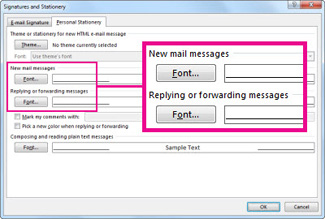 Signatures and Stationery
E-mail Signature Personal Stationery
Theme or stationery for new HTML e-mail message
Theme... No theme currently selected
Font: Use theme's font
New mail messages
Font...
Replying or forwarding messages
Font...
Mark my comments with:
Pick a new color when replying or forwarding
Composing and reading plain text messages
Font... Sample Text
New mail messages
Font...
Replying or forwarding messages
Font...
OK Cancel